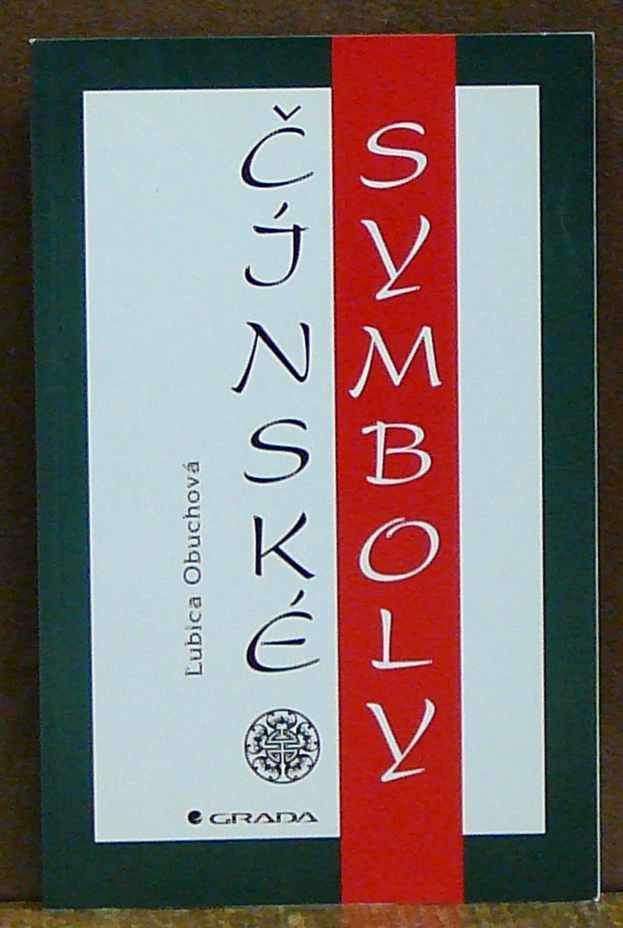 ČÍNSKÉ
SYMBOLY
Ľubica Obuchová
GRADA